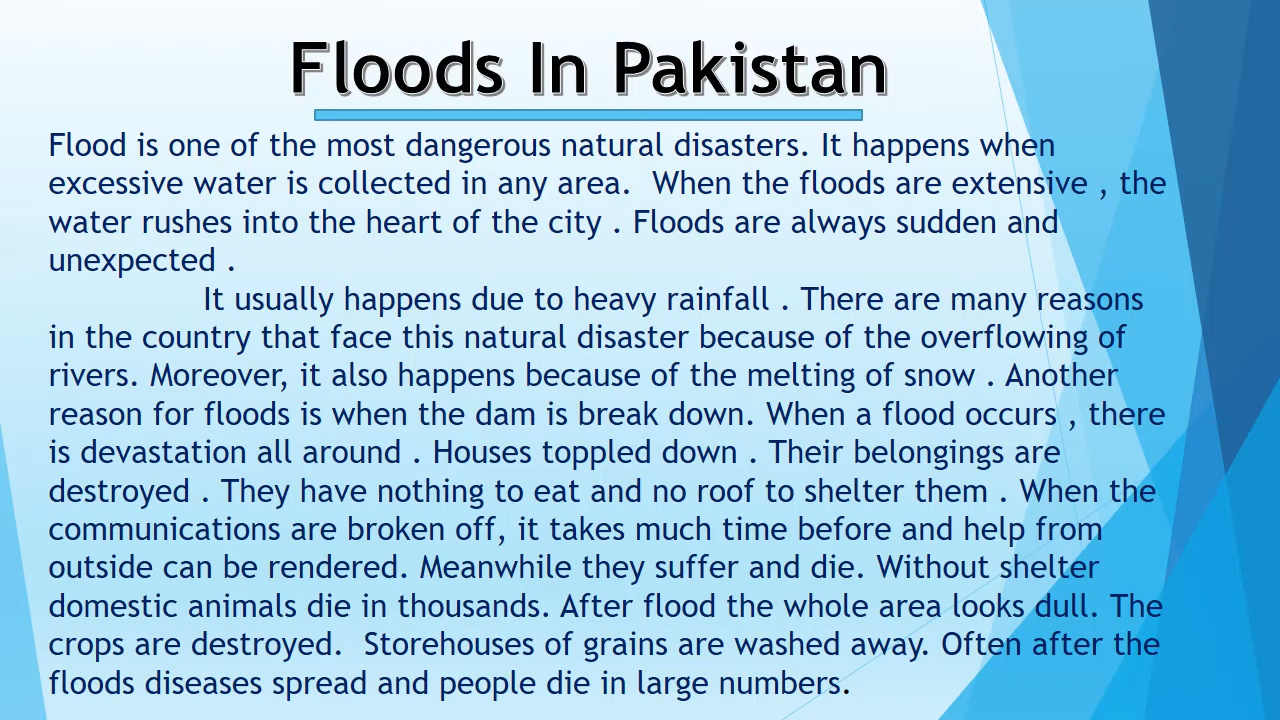 Floods In Pakistan
Flood is one of the most dangerous natural disasters. It happens when
excessive water is collected in any area.  When the floods are extensive , the
water rushes into the heart of the city . Floods are always sudden and
unexpected .
It usually happens due to heavy rainfall . There are many reasons
in the country that face this natural disaster because of the overflowing of
rivers. Moreover, it also happens because of the melting of snow . Another
reason for floods is when the dam is break down. When a flood occurs , there
is devastation all around . Houses toppled down . Their belongings are
destroyed . They have nothing to eat and no roof to shelter them . When the
communications are broken off, it takes much time before and help from
outside can be rendered. Meanwhile they suffer and die. Without shelter
domestic animals die in thousands. After flood the whole area looks dull. The
crops are destroyed.  Storehouses of grains are washed away. Often after the
floods diseases spread and people die in large numbers.